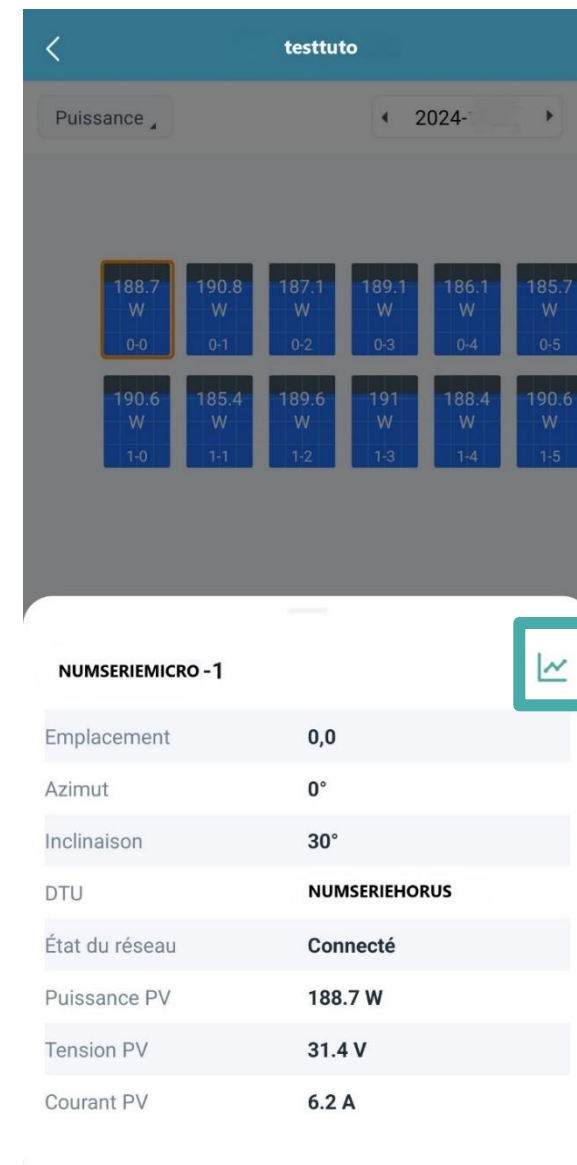 testtuto
Puissance 2024-
188.7 190.8 187.1 189.1 186.1 185.7
W W W W W W
0-0 0-1 0-2 0-3 0-4 0-5
190.6 185.4 189.6 191 188.4 190.6
W W W W W W
1-0 1-1 1-2 1-3 1-4 1-5
NUMSERIEMICRO -1
Emplacement 0,0
Azimut 0°
Inclinaison 30°
DTU NUMSERIEHORUS
État du réseau Connecté
Puissance PV 188.7 W
Tension PV 31.4 V
Courant PV 6.2 A